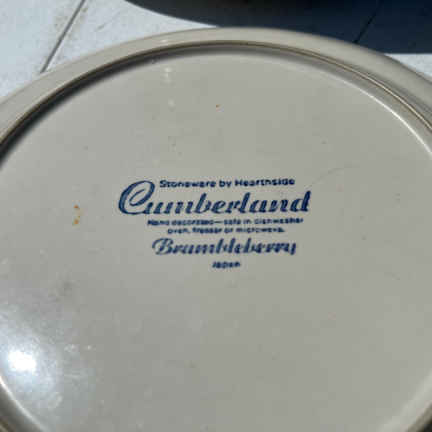 Stoneware by Hearthside
Cumberland
Hand decorated—safe in dishwasher
oven, freezer or microwave.
Brambleberry
Japan